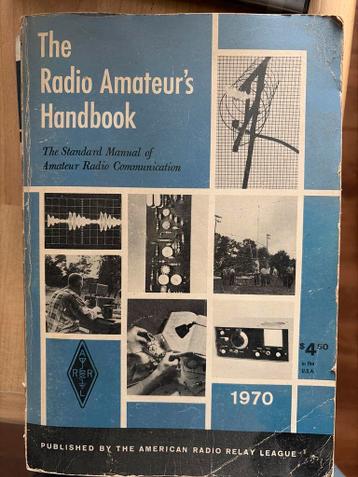 The
Radio Amateur's
Handbook
The Standard Manual of
Amateur Radio Communication
A
R R
L
$4.50
in the
U.S.A.
1970
PUBLISHED BY THE AMERICAN RADIO RELAY LEAGUE